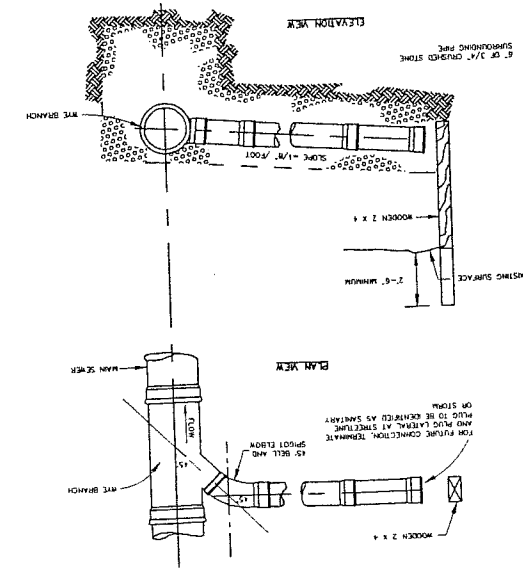 WOODEN 2 X 4
WYE BRANCH
45°
45°
FOR FUTURE CONNECTION, TERMINATE
AND PLUG LATERAL AT STREETLINE
PLUG TO BE IDENTIFIED AS SANITARY
OR STORM.
45° BELL AND
SPIGOT ELBOW
FLOW
MAIN SEWER
PLAN VIEW
2'-6" MINIMUM
ISTING SURFACE
WOODEN 2 X 4
SLOPE = 1/8" /FOOT
WYE BRANCH
6" OF 3/4" CRUSHED STONE
SURROUNDING PIPE
ELEVATION VIEW